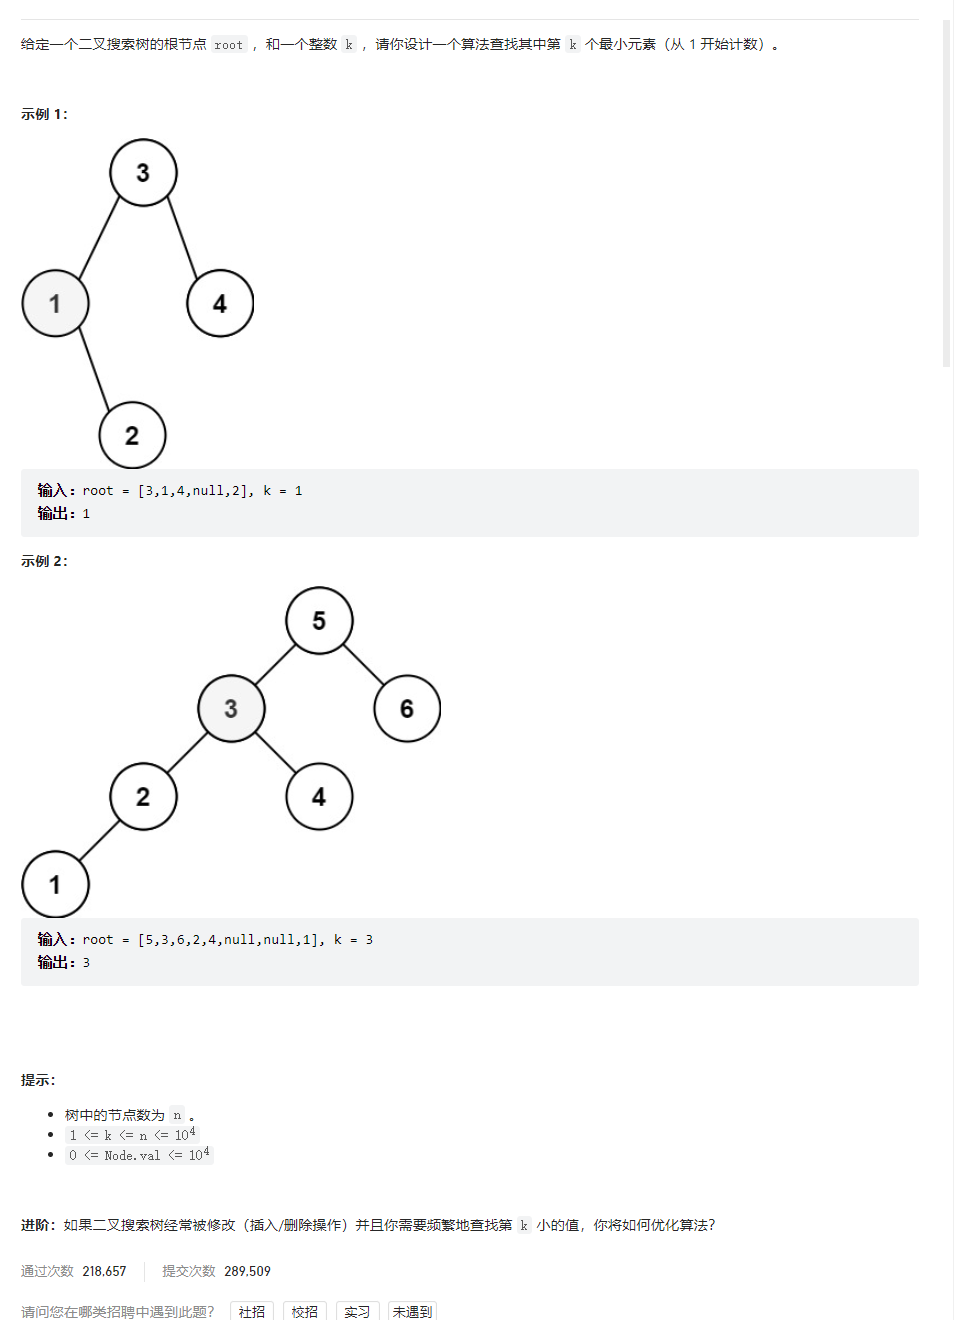 给定一个二叉搜索树的根节点 root ，和一个整数 k ，请你设计一个算法查找其中第 k 个最小元素（从 1 开始计数）。
示例 1：
3
1
4
2
输入：root = [3,1,4,null,2], k = 1
输出：1
示例 2：
5
3
6
2
4
1
输入：root = [5,3,6,2,4,null,null,1], k = 3
输出：3
提示：
• 树中的节点数为 n 。
• 1 <= k <= n <= 10⁴
• 0 <= Node.val <= 10⁴
进阶：如果二叉搜索树经常被修改（插入/删除操作）并且你需要频繁地查找第 k 小的值，你将如何优化算法？
通过次数 218,657 提交次数 289,509
请问您在哪类招聘中遇到此题？ 社招 校招 实习 未遇到